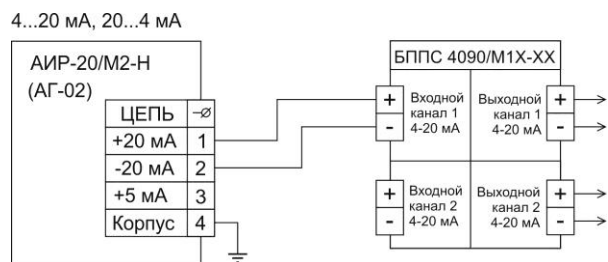 4...20 мА, 20...4 мА
АИР-20/М2-Н
(АГ-02)
ЦЕПЬ
+20 мА 1
-20 мА 2
+5 мА 3
Корпус 4
БППС 4090/М1Х-ХХ
+ Входной Выходной +
канал 1 канал 1
- 4-20 мА 4-20 мА -
+ Входной Выходной +
канал 2 канал 2
- 4-20 мА 4-20 мА -